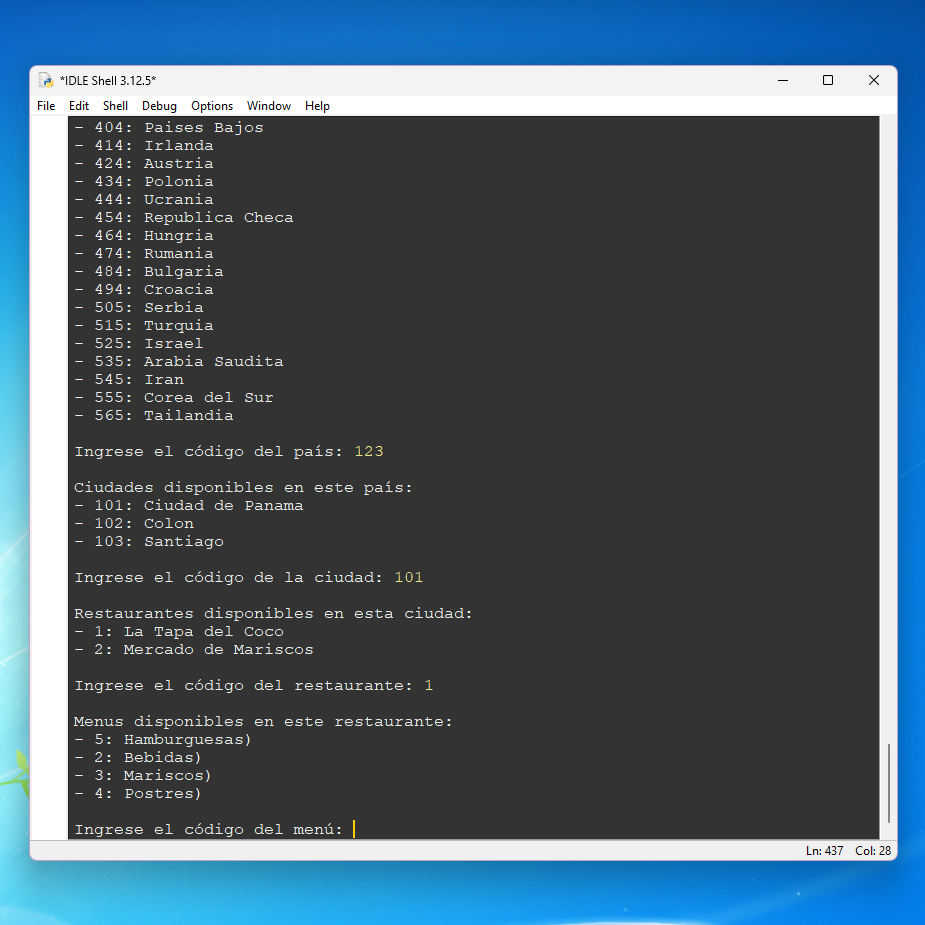 *IDLE Shell 3.12.5*
File Edit Shell Debug Options Window Help
- 404: Paises Bajos
- 414: Irlanda
- 424: Austria
- 434: Polonia
- 444: Ucrania
- 454: Republica Checa
- 464: Hungria
- 474: Rumania
- 484: Bulgaria
- 494: Croacia
- 505: Serbia
- 515: Turquia
- 525: Israel
- 535: Arabia Saudita
- 545: Iran
- 555: Corea del Sur
- 565: Tailandia
Ingrese el código del país: 123
Ciudades disponibles en este país:
- 101: Ciudad de Panama
- 102: Colon
- 103: Santiago
Ingrese el código de la ciudad: 101
Restaurantes disponibles en esta ciudad:
- 1: La Tapa del Coco
- 2: Mercado de Mariscos
Ingrese el código del restaurante: 1
Menus disponibles en este restaurante:
- 5: Hamburguesas)
- 2: Bebidas)
- 3: Mariscos)
- 4: Postres)
Ingrese el código del menú:
Ln: 437 Col: 28